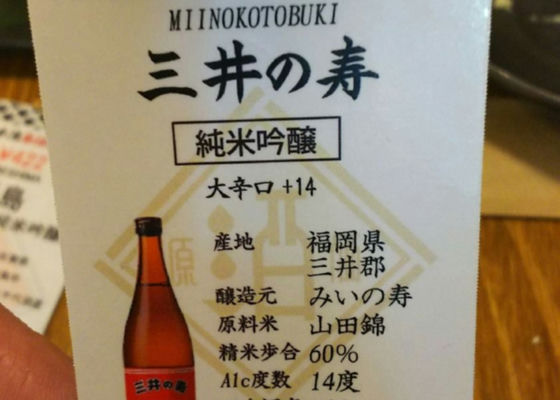 MIINOKOTOBUKI
三井の寿
純米吟醸
大辛口 +14
産地 福岡県
三井郡
醸造元 みいの寿
原料米 山田錦
精米歩合 60%
Alc度数 14度
三井の寿
¥422
島